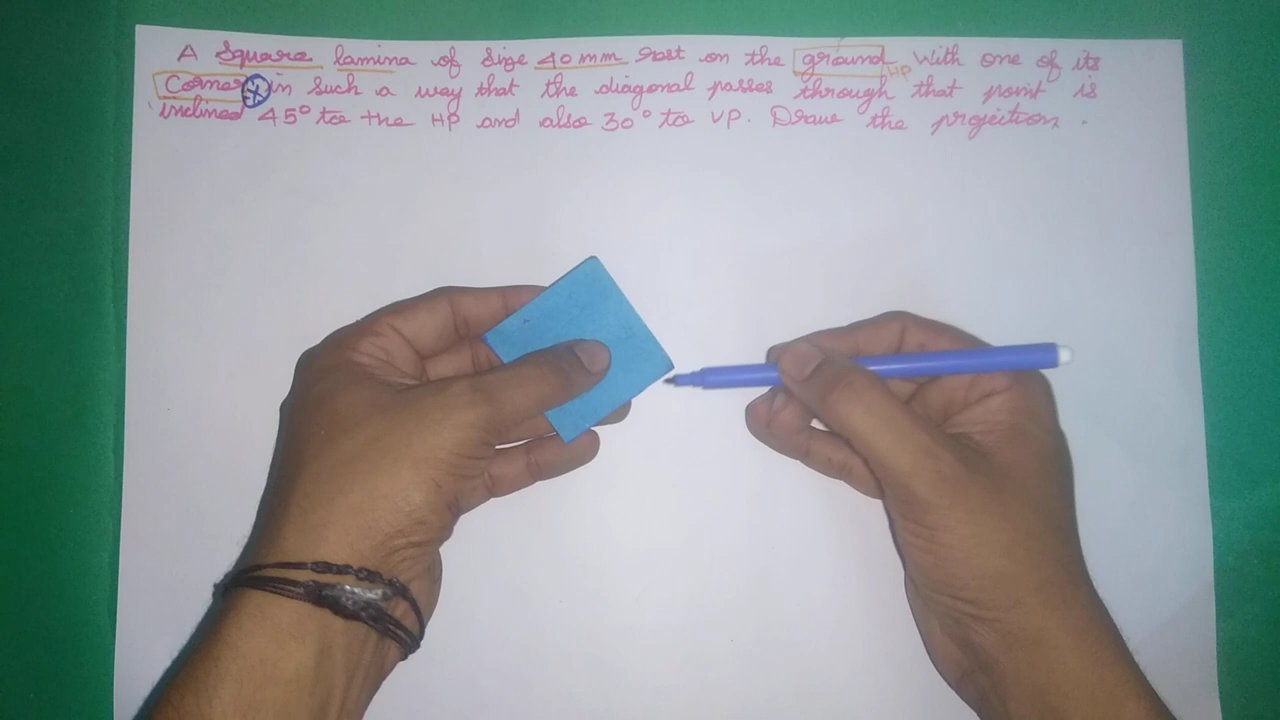 A Square lamina of Size 40 mm rest on the ground HP With one of its
Corner X in Such a way that the diagonal passes through that point is
inclined 45° to the HP and also 30° to VP. Draw the projection.